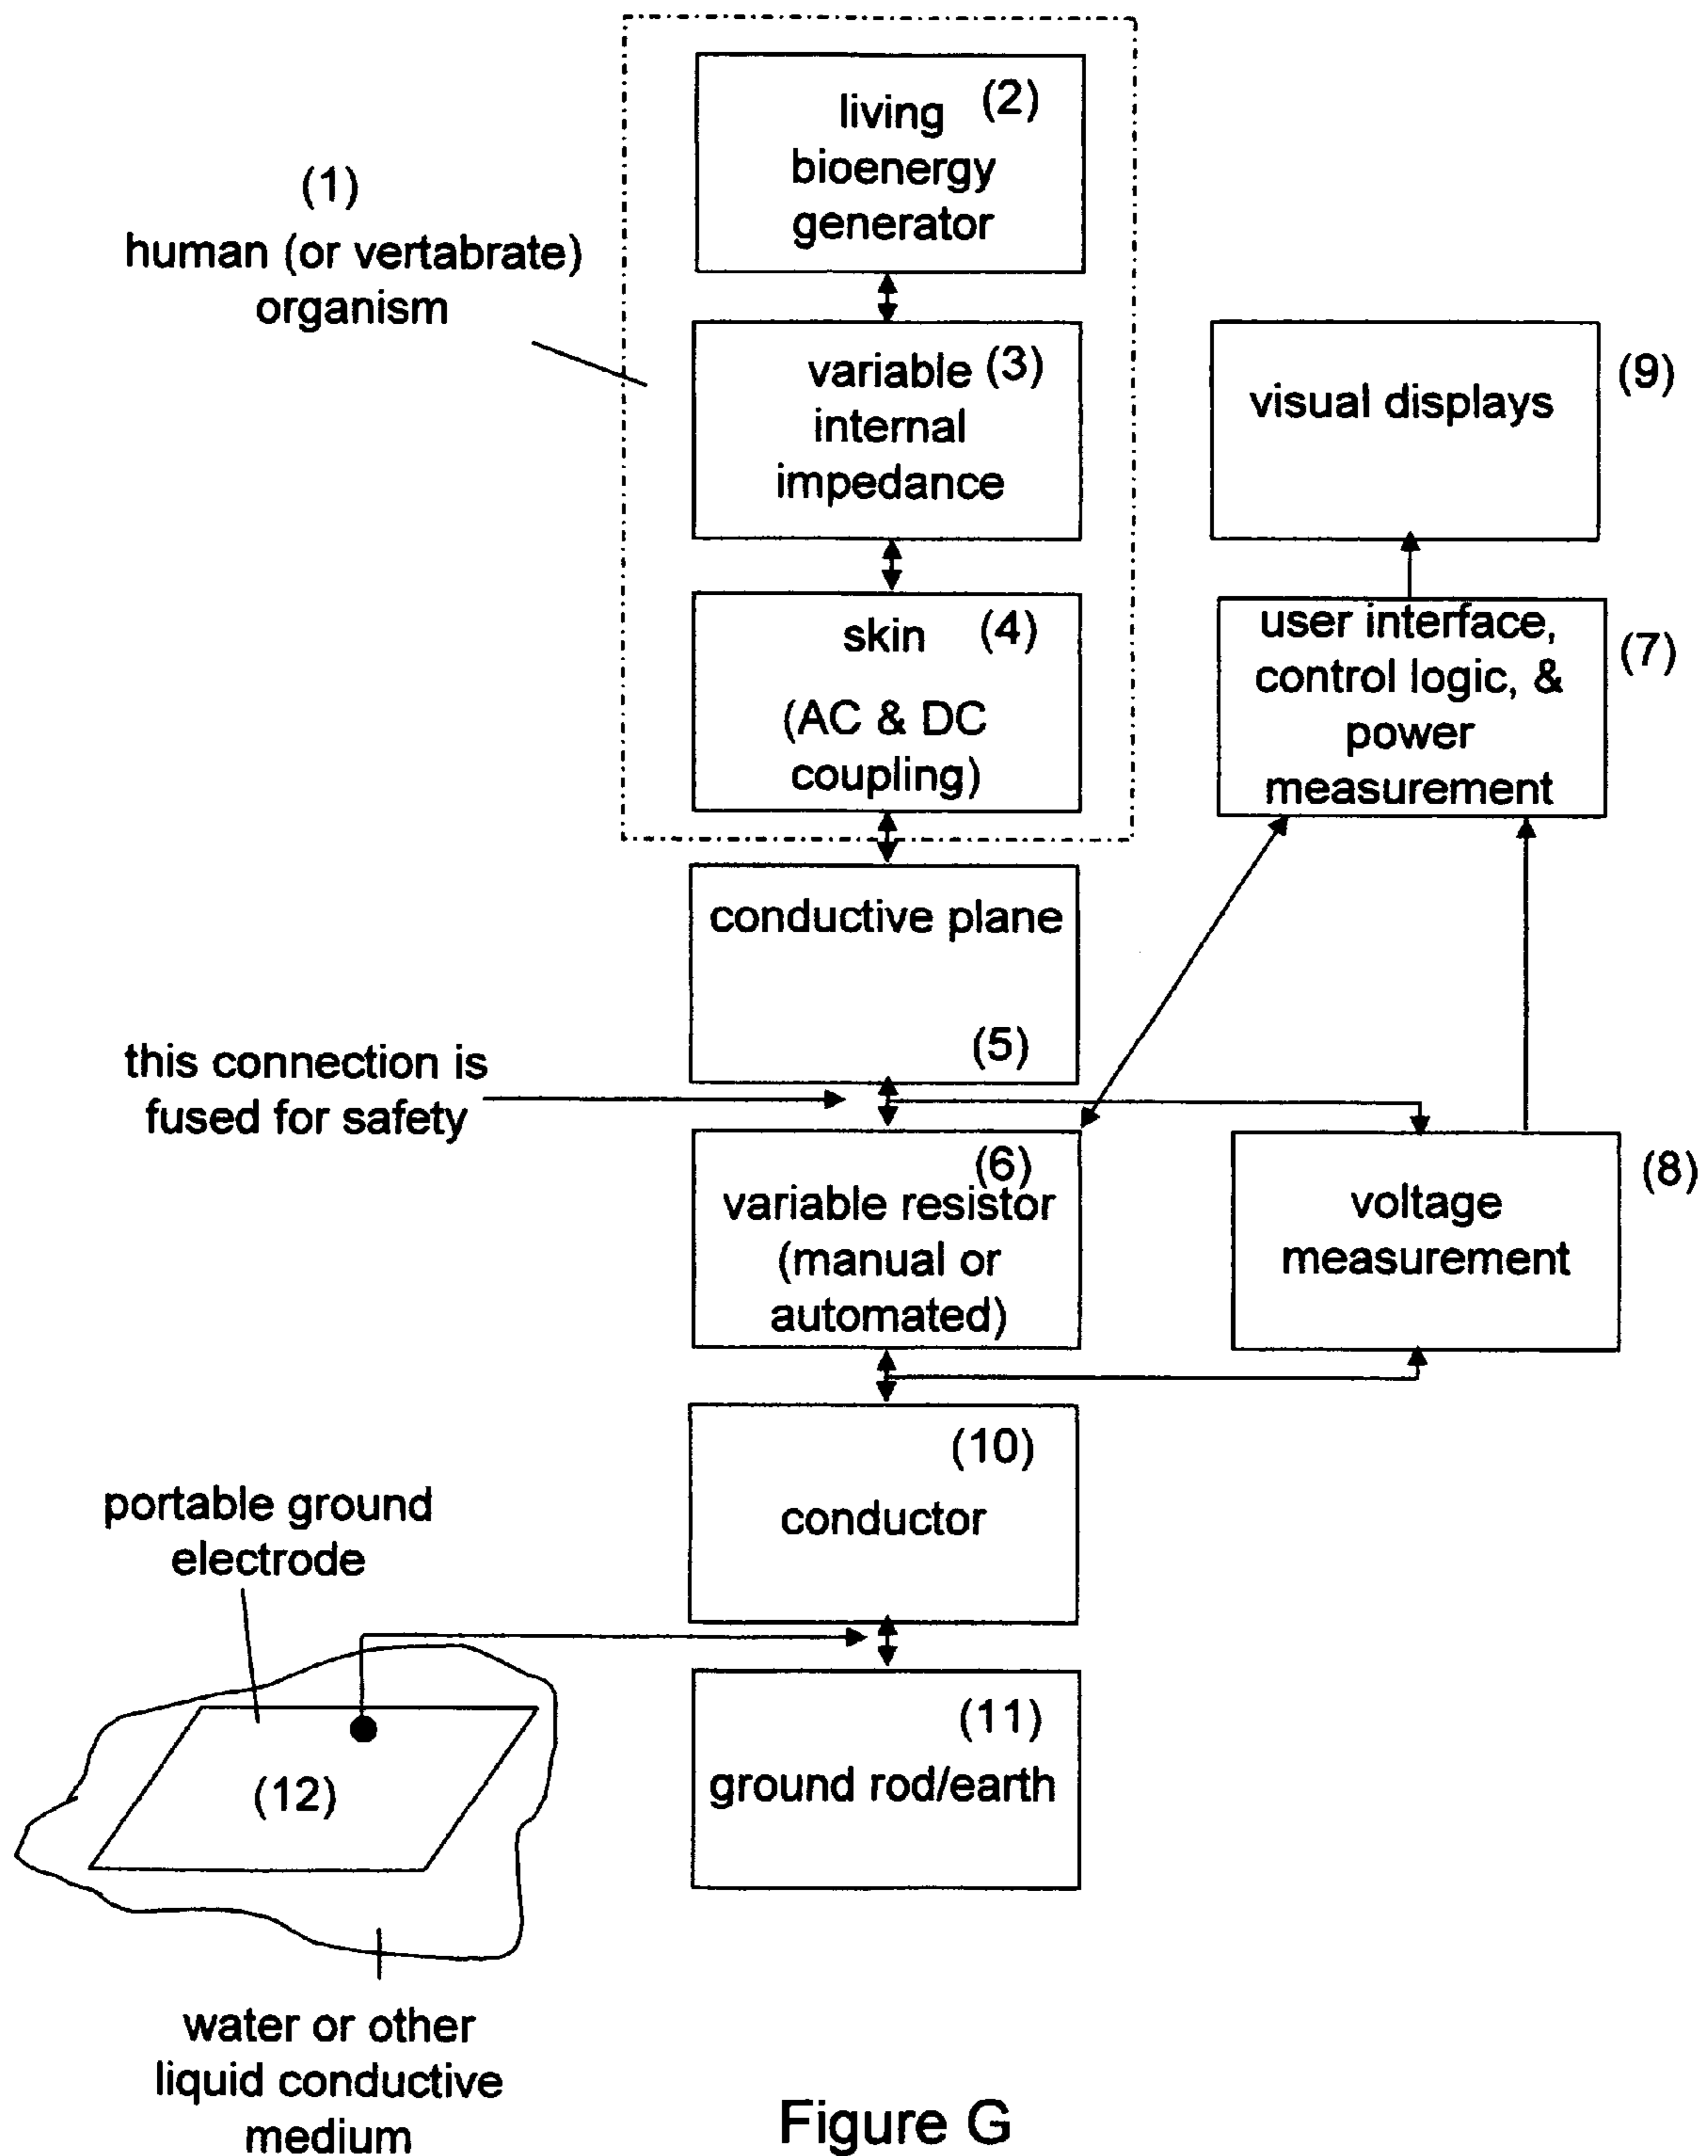 living (2)
bioenergy
generator
(1)
human (or vertabrate)
organism
variable (3)
internal
impedance
visual displays (9)
skin (4)
(AC & DC
coupling)
user interface,
control logic, &
power
measurement
(7)
conductive plane
(5)
this connection is
fused for safety
(6)
variable resistor
(manual or
automated)
voltage
measurement
(8)
(10)
conductor
portable ground
electrode
(11)
ground rod/earth
(12)
water or other
liquid conductive
medium
Figure G